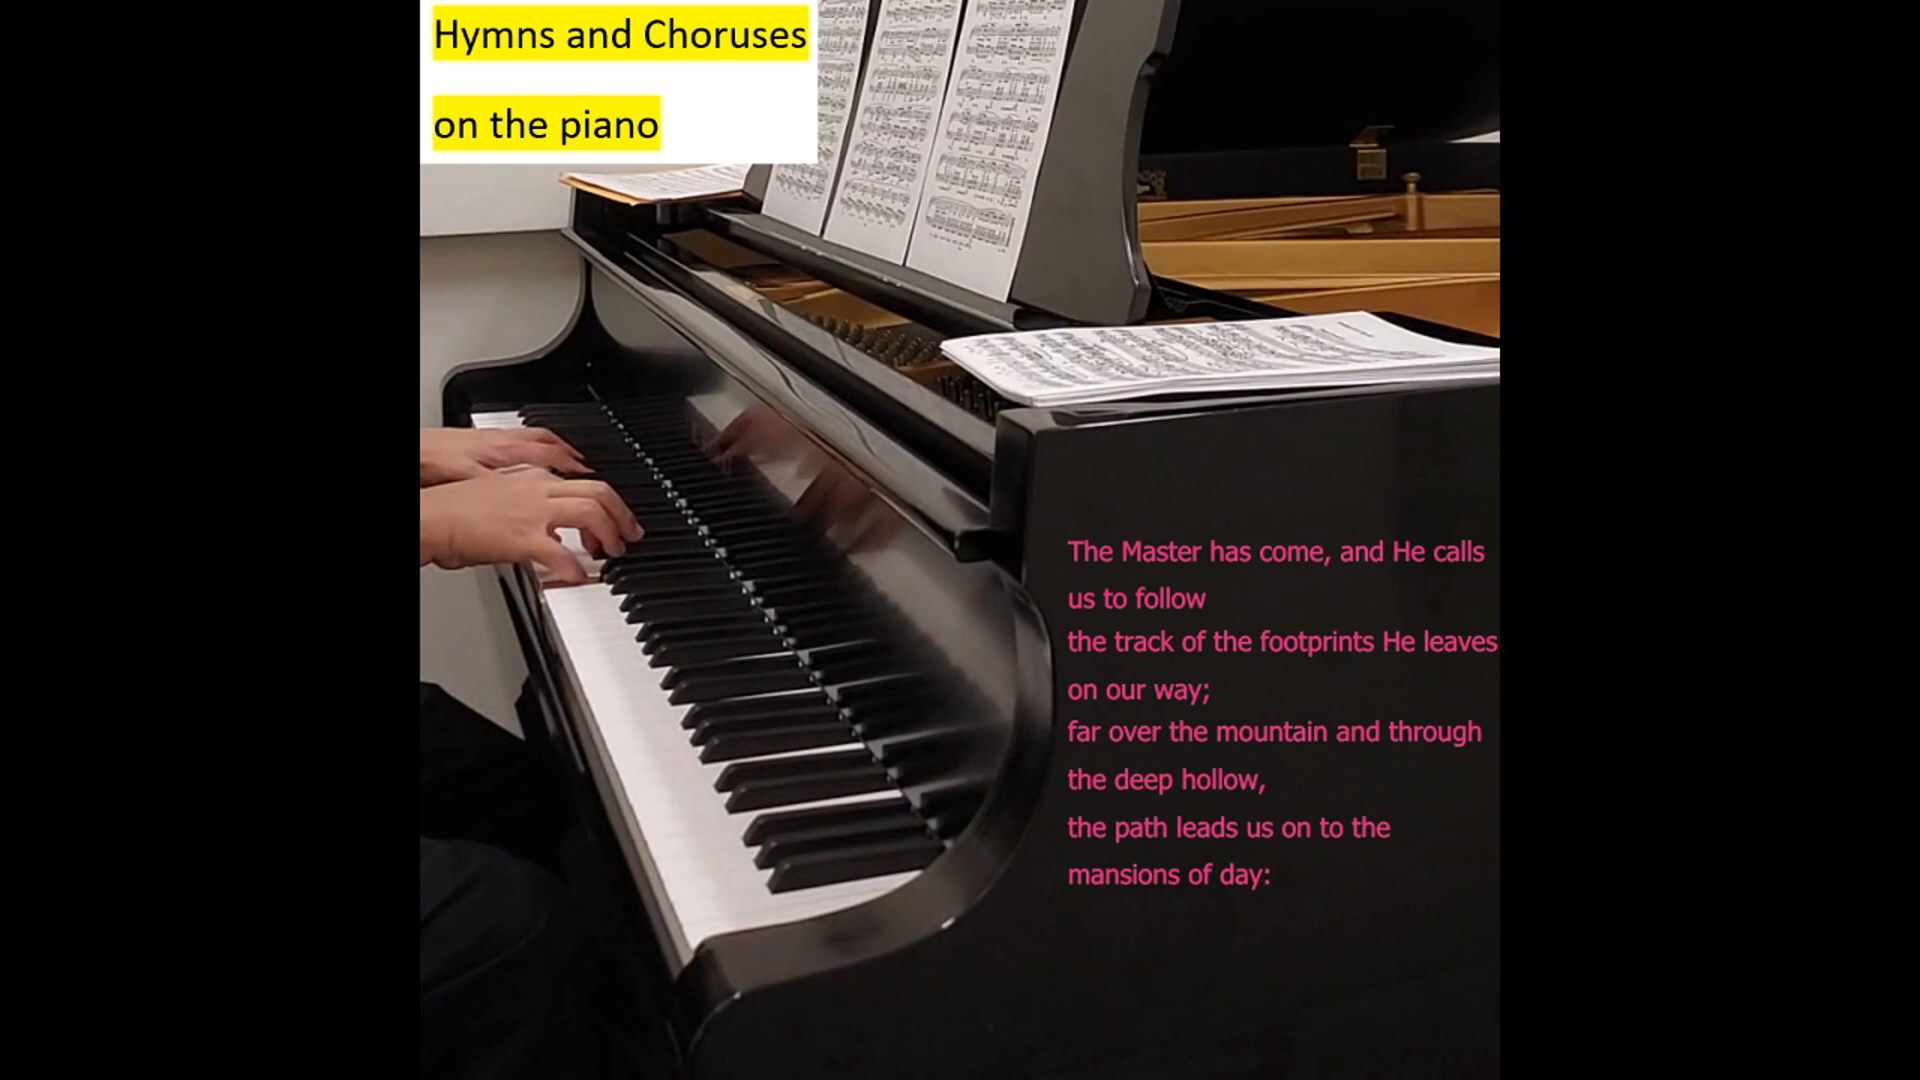 Hymns and Choruses
on the piano
The Master has come, and He calls
us to follow
the track of the footprints He leaves
on our way;
far over the mountain and through
the deep hollow,
the path leads us on to the
mansions of day: